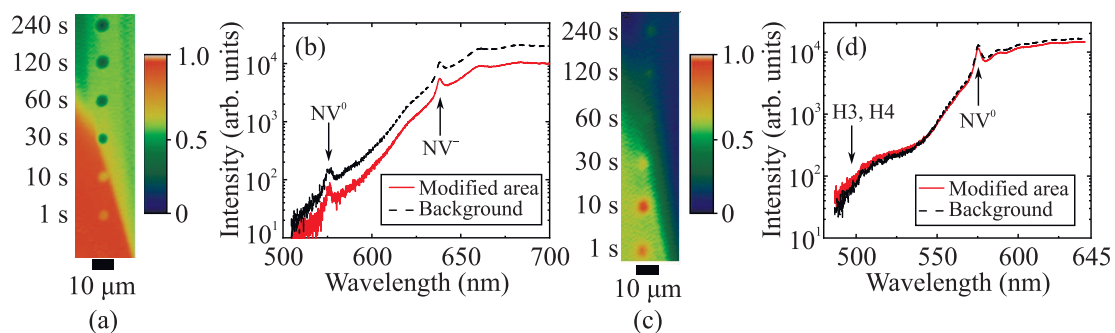 240 s
120 s
60 s
30 s
10 s
1 s
1.0
0.5
0
10 μm
(a)
(b)
Intensity (arb. units)
10⁴
10³
10²
10¹
NV⁰
NV⁻
Modified area
Background
500 550 600 650 700
Wavelength (nm)
240 s
120 s
60 s
30 s
10 s
1 s
1.0
0.5
0
10 μm
(c)
(d)
Intensity (arb. units)
10⁴
10³
10²
10¹
H3, H4
NV⁰
Modified area
Background
500 550 600 645
Wavelength (nm)